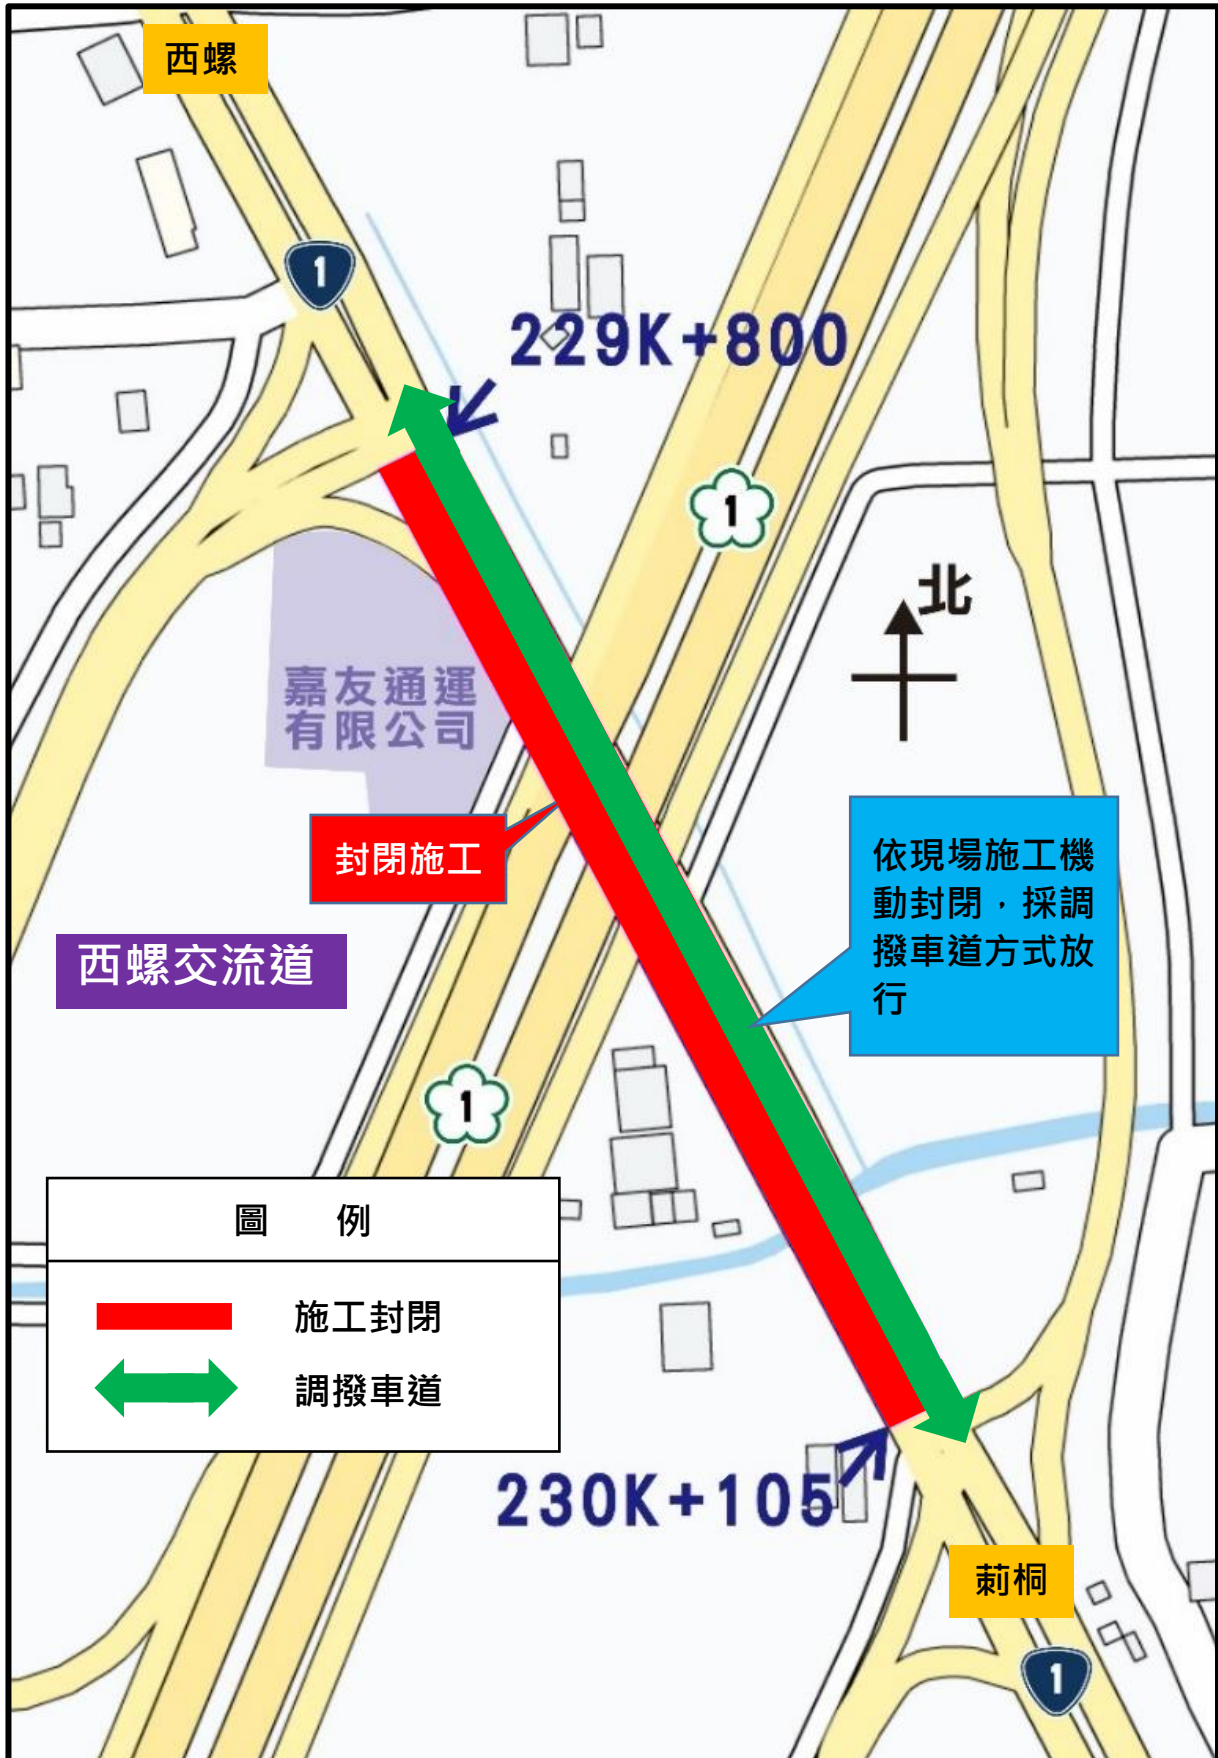 西螺
1
229K+800
1
北
嘉友通運
有限公司
封閉施工
依現場施工機
動封閉，採調
撥車道方式放
行
西螺交流道
1
圖 例
施工封閉
調撥車道
230K+105
莿桐
1